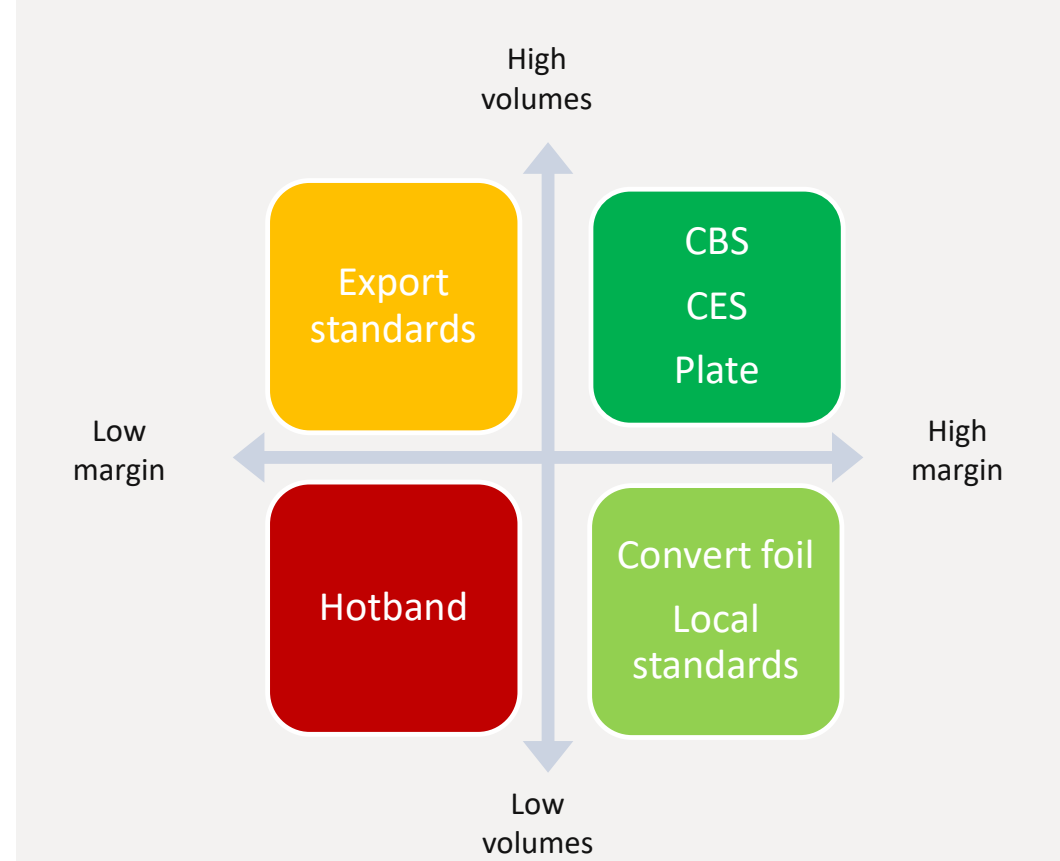 High
volumes
Export
standards
CBS
CES
Plate
Low
margin
High
margin
Hotband
Convert foil
Local
standards
Low
volumes